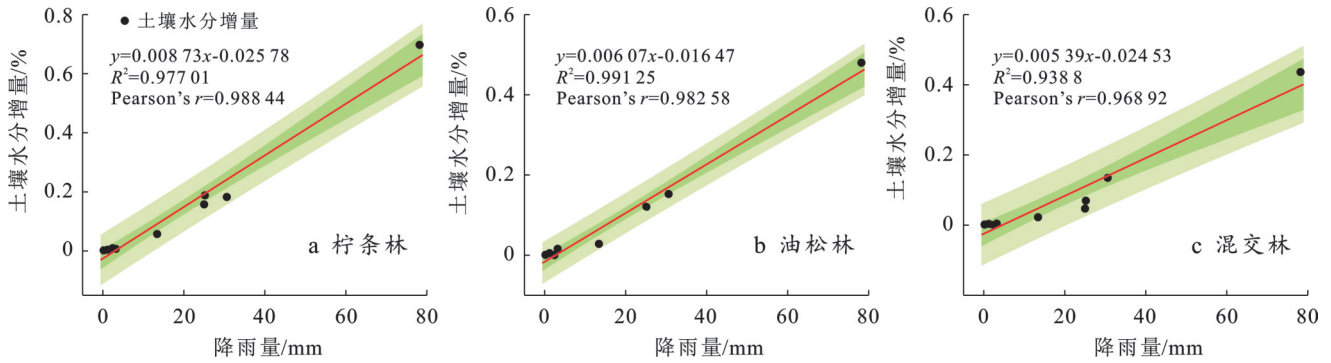 0.8
0.6
0.4
0.2
0
土壤水分增量/%
土壤水分增量
y=0.008 73x-0.025 78
R²=0.977 01
Pearson's r=0.988 44
a 柠条林
0 20 40 60 80
降雨量/mm
0.6
0.4
0.2
0
土壤水分增量/%
y=0.006 07x-0.016 47
R²=0.991 25
Pearson's r=0.982 58
b 油松林
0 20 40 60 80
降雨量/mm
0.6
0.4
0.2
0
土壤水分增量/%
y=0.005 39x-0.024 53
R²=0.938 8
Pearson's r=0.968 92
c 混交林
0 20 40 60 80
降雨量/mm